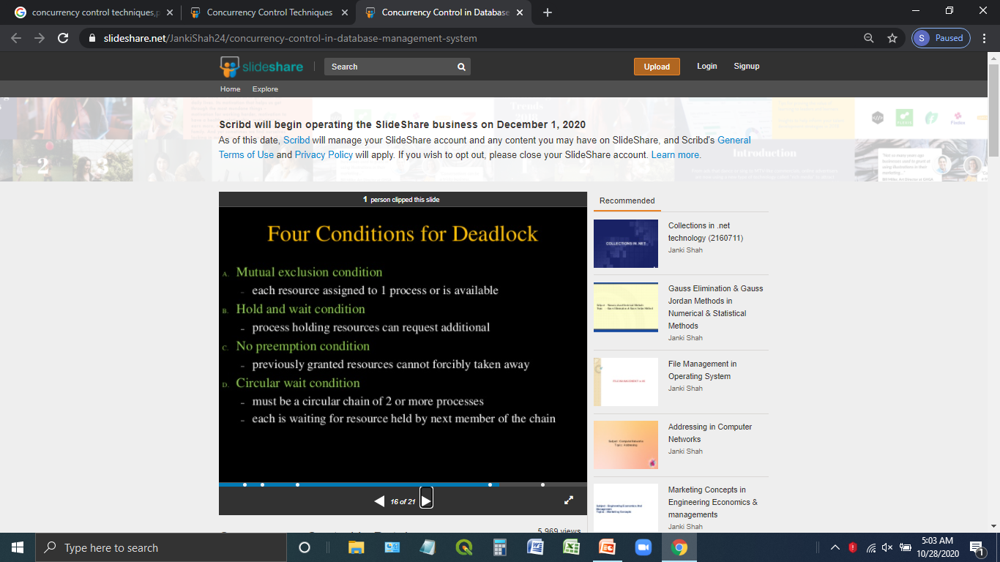 concurrency control techniques,p
Concurrency Control Techniques
Concurrency Control in Database
slideshare.net/JankiShah24/concurrency-control-in-database-management-system
S Paused
slideshare
Search
Upload Login Signup
Home Explore
Scribd will begin operating the SlideShare business on December 1, 2020
As of this date, Scribd will manage your SlideShare account and any content you may have on SlideShare, and Scribd's General
Terms of Use and Privacy Policy will apply. If you wish to opt out, please close your SlideShare account. Learn more.
Trends
Introduction
2 3
2 3
1 person clipped this slide
Four Conditions for Deadlock
A. Mutual exclusion condition
- each resource assigned to 1 process or is available
B. Hold and wait condition
- process holding resources can request additional
C. No preemption condition
- previously granted resources cannot forcibly taken away
D. Circular wait condition
- must be a circular chain of 2 or more processes
- each is waiting for resource held by next member of the chain
16 of 21
5,969 views
Recommended
COLLECTIONS IN .NET
Collections in .net
technology (2160711)
Janki Shah
Gauss Elimination & Gauss
Jordan Methods in
Numerical & Statistical
Methods
Janki Shah
File Management in
Operating System
Janki Shah
Addressing in Computer
Networks
Janki Shah
Marketing Concepts in
Engineering Economics &
managements
Janki Shah
Type here to search
5:03 AM
10/28/2020
1